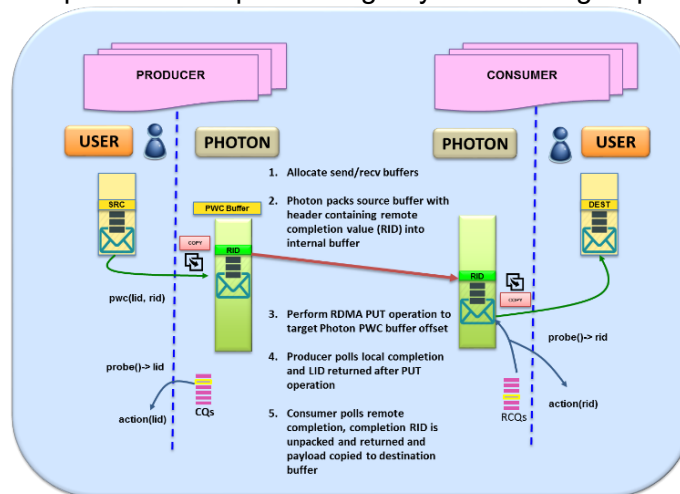 PRODUCER
CONSUMER
USER
PHOTON
PHOTON
USER
1. Allocate send/recv buffers
SRC
PWC Buffer
DEST
2. Photon packs source buffer with
header containing remote
completion value (RID) into
internal buffer
COPY
RID
RID
COPY
pwc(lid, rid)
3. Perform RDMA PUT operation to
target Photon PWC buffer offset
probe()-> rid
4. Producer polls local completion
and LID returned after PUT
operation
probe()-> lid
action(lid)
CQs
RCQs
action(rid)
5. Consumer polls remote
completion, completion RID is
unpacked and returned and
payload copied to destination
buffer